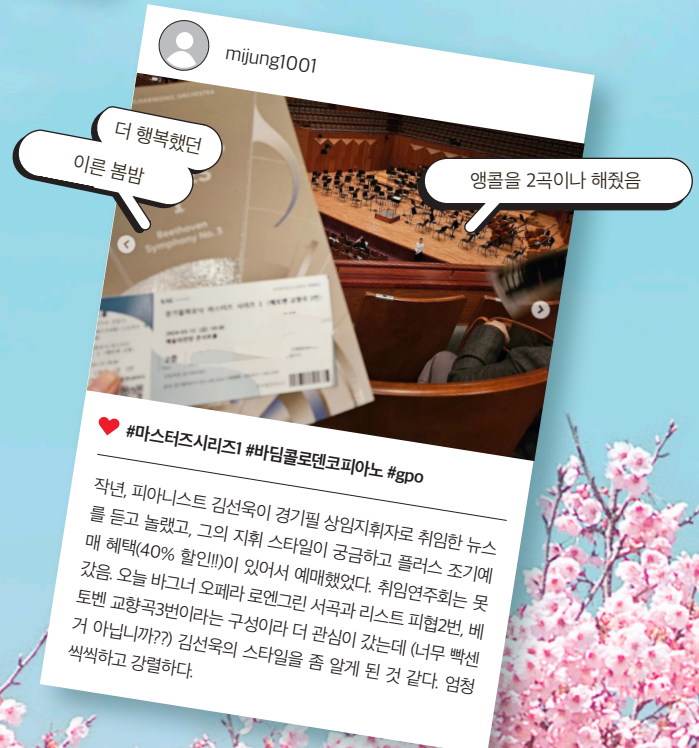 mijung1001
더 행복했던
이른 봄밤
앵콜을 2곡이나 해줬음
Beethoven
Symphony No. 3
#마스터즈시리즈1 #바딤콜로덴코피아노 #gpo
작년, 피아니스트 김선욱이 경기필 상임지휘자로 취임한 뉴스
를 듣고 놀랬고, 그의 지휘 스타일이 궁금하고 플러스 조기예
매 혜택(40% 할인!!!)이 있어서 예매했었다. 취임연주회는 못
갔음. 오늘 바그너 오페라 로엔그린 서곡과 리스트 피협2번, 베
토벤 교향곡3번이라는 구성이라 더 관심이 갔는데 (너무 빡센
거 아닙니까??) 김선욱의 스타일을 좀 알게 된 것 같다. 엄청
씩씩하고 강렬하다.